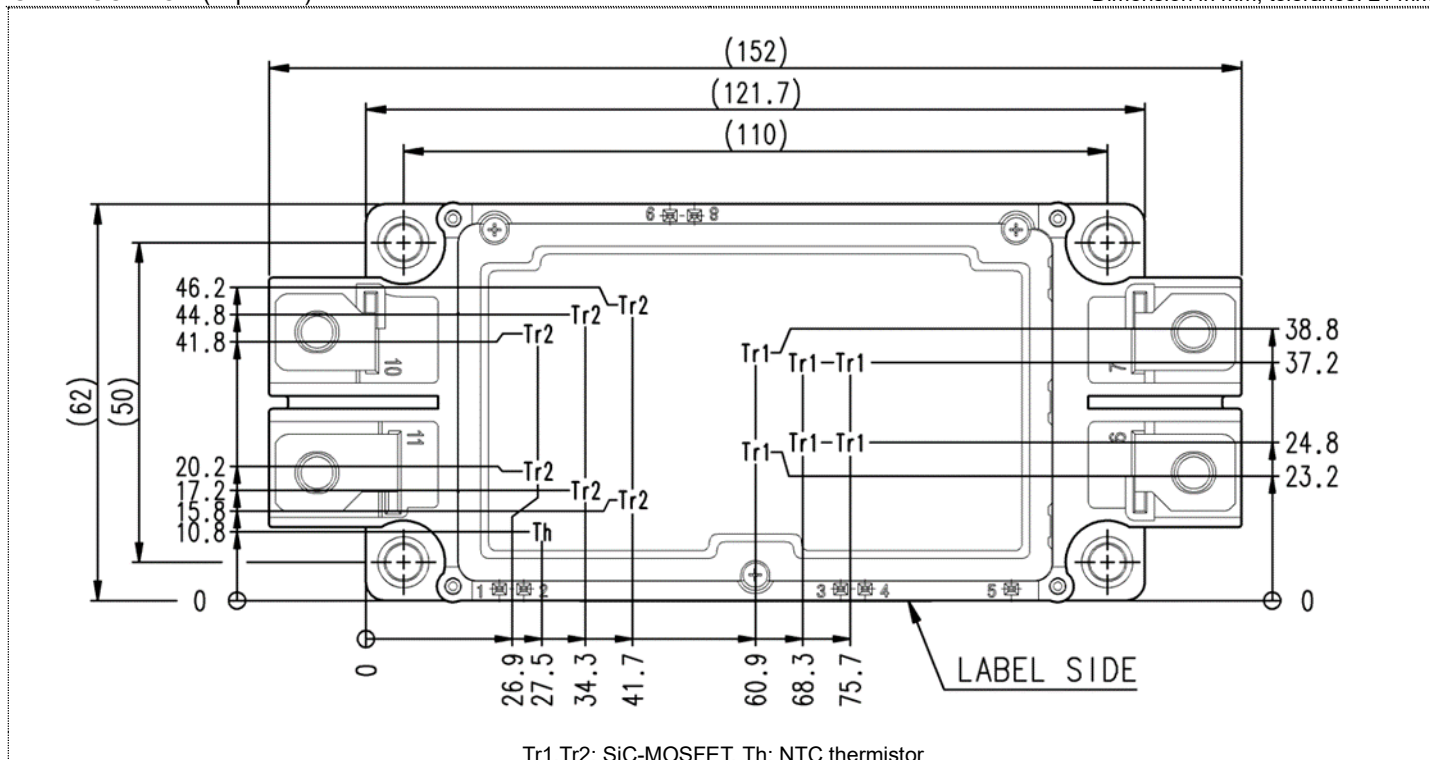 (152)
(121.7)
(110)
6 8
46.2
44.8
41.8
Tr2
Tr2
Tr2
38.8
37.2
Tr1
Tr1-Tr1
(62)
(50)
10
7
11
9
20.2
17.2
15.8
10.8
Tr2
Tr2
Tr2
Th
Tr1
Tr1-Tr1
24.8
23.2
0
1 2 3 4 5
0
0
26.9
27.5
34.3
41.7
60.9
68.3
75.7
LABEL SIDE
Tr1,Tr2: SiC-MOSFET, Th: NTC thermistor